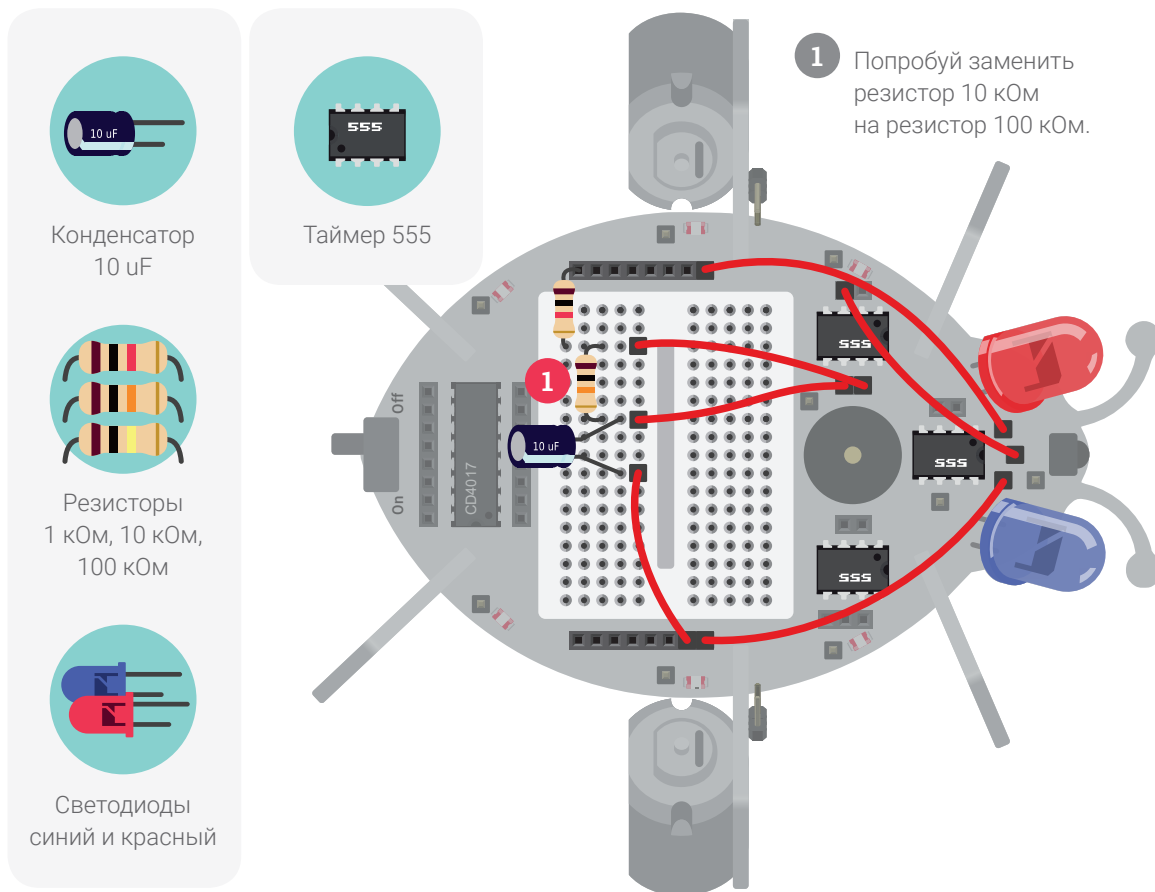 10 uF
Конденсатор
10 uF
555
Таймер 555
Резисторы
1 кОм, 10 кОм,
100 кОм
Светодиоды
синий и красный
1
Попробуй заменить
резистор 10 кОм
на резистор 100 кОм.
555
1
Off
On
CD4017
10 uF
555
555